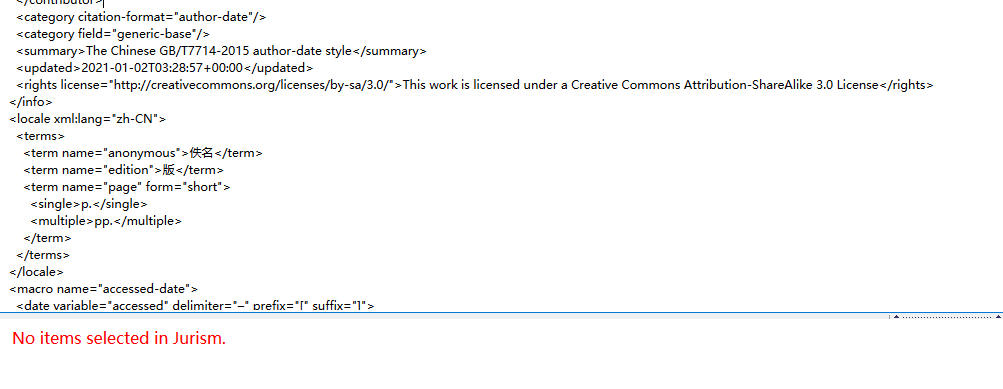 </contributor>
<category citation-format="author-date"/>
<category field="generic-base"/>
<summary>The Chinese GB/T7714-2015 author-date style</summary>
<updated>2021-01-02T03:28:57+00:00</updated>
<rights license="http://creativecommons.org/licenses/by-sa/3.0/">This work is licensed under a Creative Commons Attribution-ShareAlike 3.0 License</rights>
</info>
<locale xml:lang="zh-CN">
<terms>
<term name="anonymous">佚名</term>
<term name="edition">版</term>
<term name="page" form="short">
<single>p.</single>
<multiple>pp.</multiple>
</term>
</terms>
</locale>
<macro name="accessed-date">
<date variable="accessed" delimiter="–" prefix="[" suffix="]">
No items selected in Jurism.